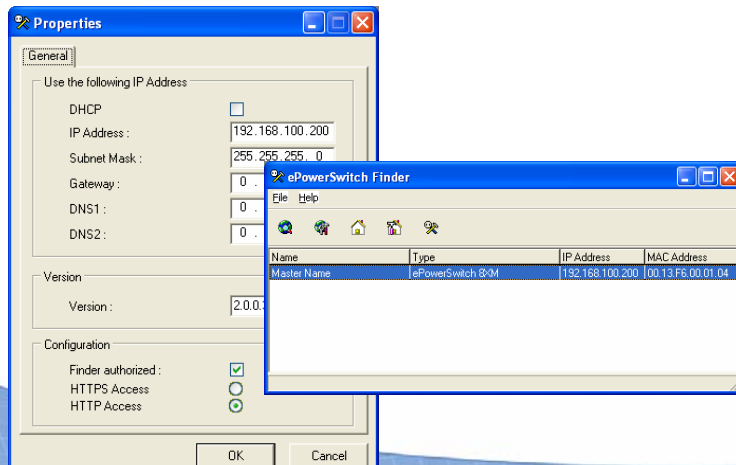 Properties
General
Use the following IP Address
DHCP
IP Address : 192.168.100.200
Subnet Mask : 255.255.255. 0
Gateway : 0 .
DNS1 : 0 .
DNS2 : 0 .
Version
Version : 2.0.0.
Configuration
Finder authorized :
HTTPS Access
HTTP Access
OK Cancel
ePowerSwitch Finder
File Help
Name Type IP Address MAC Address
Master Name ePowerSwitch 8XM 192.168.100.200 00.13.F6.00.01.04